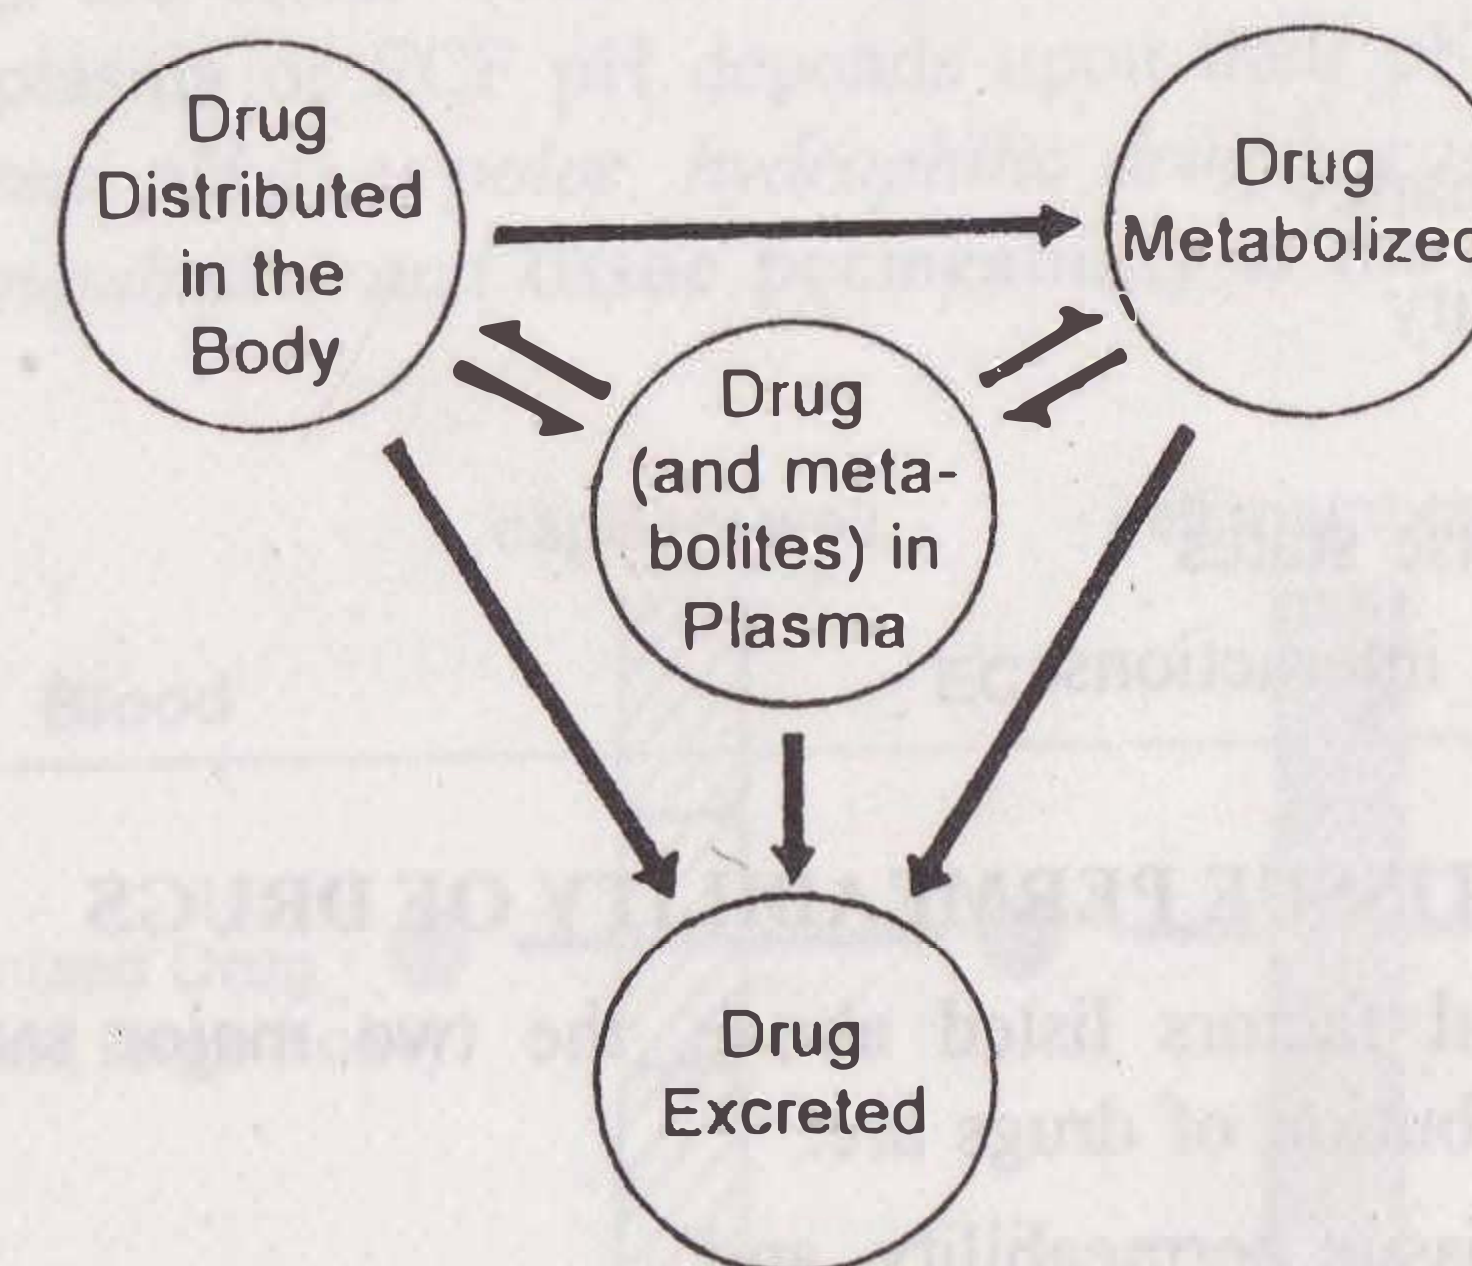 Drug
Distributed
in the
Body
Drug
Metabolized
Drug
(and meta-
bolites) in
Plasma
Drug
Excreted